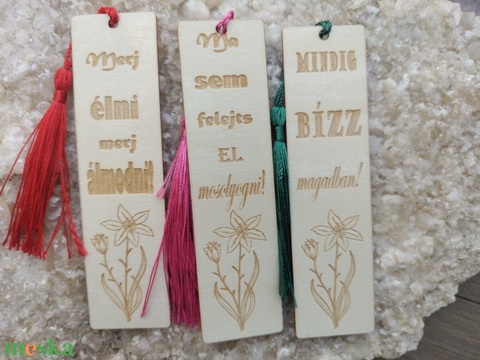 Merj
élni
merj
álmodni!
Ma
sem
felejts
EL
mosolyogni!
MINDIG
BÍZZ
magadban!
meska